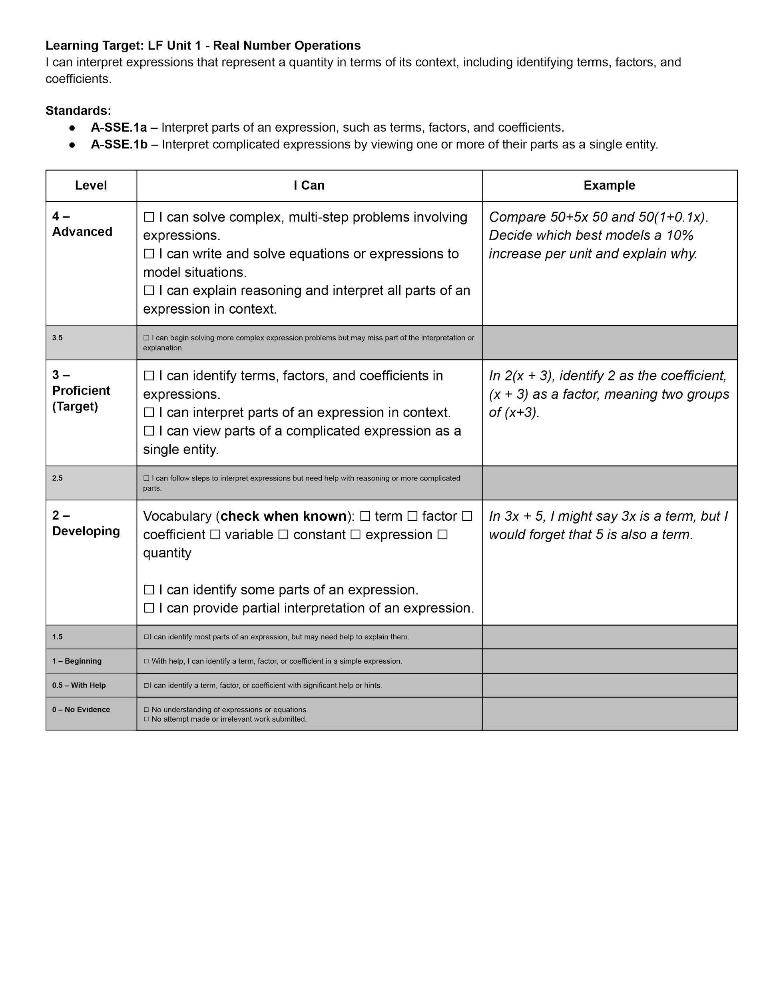 Learning Target: LF Unit 1 - Real Number Operations
I can interpret expressions that represent a quantity in terms of its context, including identifying terms, factors, and
coefficients.
Standards:
● A-SSE.1a – Interpret parts of an expression, such as terms, factors, and coefficients.
● A-SSE.1b – Interpret complicated expressions by viewing one or more of their parts as a single entity.
Level
I Can
Example
4 –
Advanced
☐ I can solve complex, multi-step problems involving
expressions.
☐ I can write and solve equations or expressions to
model situations.
☐ I can explain reasoning and interpret all parts of an
expression in context.
Compare 50+5x 50 and 50(1+0.1x).
Decide which best models a 10%
increase per unit and explain why.
3.5
☐ I can begin solving more complex expression problems but may miss part of the interpretation or
explanation.
3 –
Proficient
(Target)
☐ I can identify terms, factors, and coefficients in
expressions.
☐ I can interpret parts of an expression in context.
☐ I can view parts of a complicated expression as a
single entity.
In 2(x + 3), identify 2 as the coefficient,
(x + 3) as a factor, meaning two groups
of (x+3).
2.5
☐ I can follow steps to interpret expressions but need help with reasoning or more complicated
parts.
2 –
Developing
Vocabulary (check when known): ☐ term ☐ factor ☐
coefficient ☐ variable ☐ constant ☐ expression ☐
quantity
☐ I can identify some parts of an expression.
☐ I can provide partial interpretation of an expression.
In 3x + 5, I might say 3x is a term, but I
would forget that 5 is also a term.
1.5
☐I can identify most parts of an expression, but may need help to explain them.
1 – Beginning
☐ With help, I can identify a term, factor, or coefficient in a simple expression.
0.5 – With Help
☐I can identify a term, factor, or coefficient with significant help or hints.
0 – No Evidence
☐ No understanding of expressions or equations.
☐ No attempt made or irrelevant work submitted.